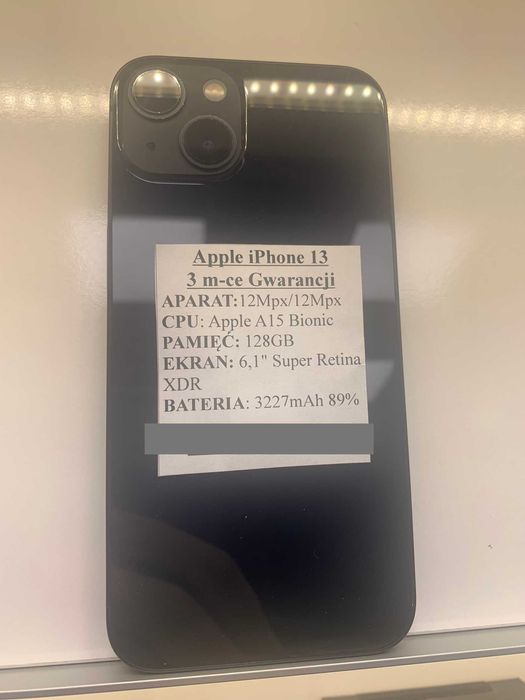 Apple iPhone 13
3 m-ce Gwarancji
APARAT:12Mpx/12Mpx
CPU: Apple A15 Bionic
PAMIĘĆ: 128GB
EKRAN: 6,1" Super Retina
XDR
BATERIA: 3227mAh 89%